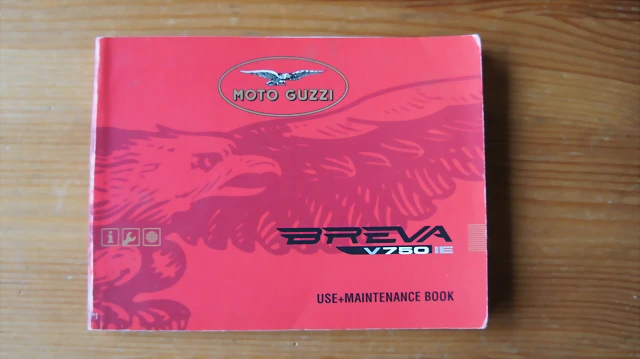 MOTO GUZZI
BREVA
V750 IE
USE+MAINTENANCE BOOK